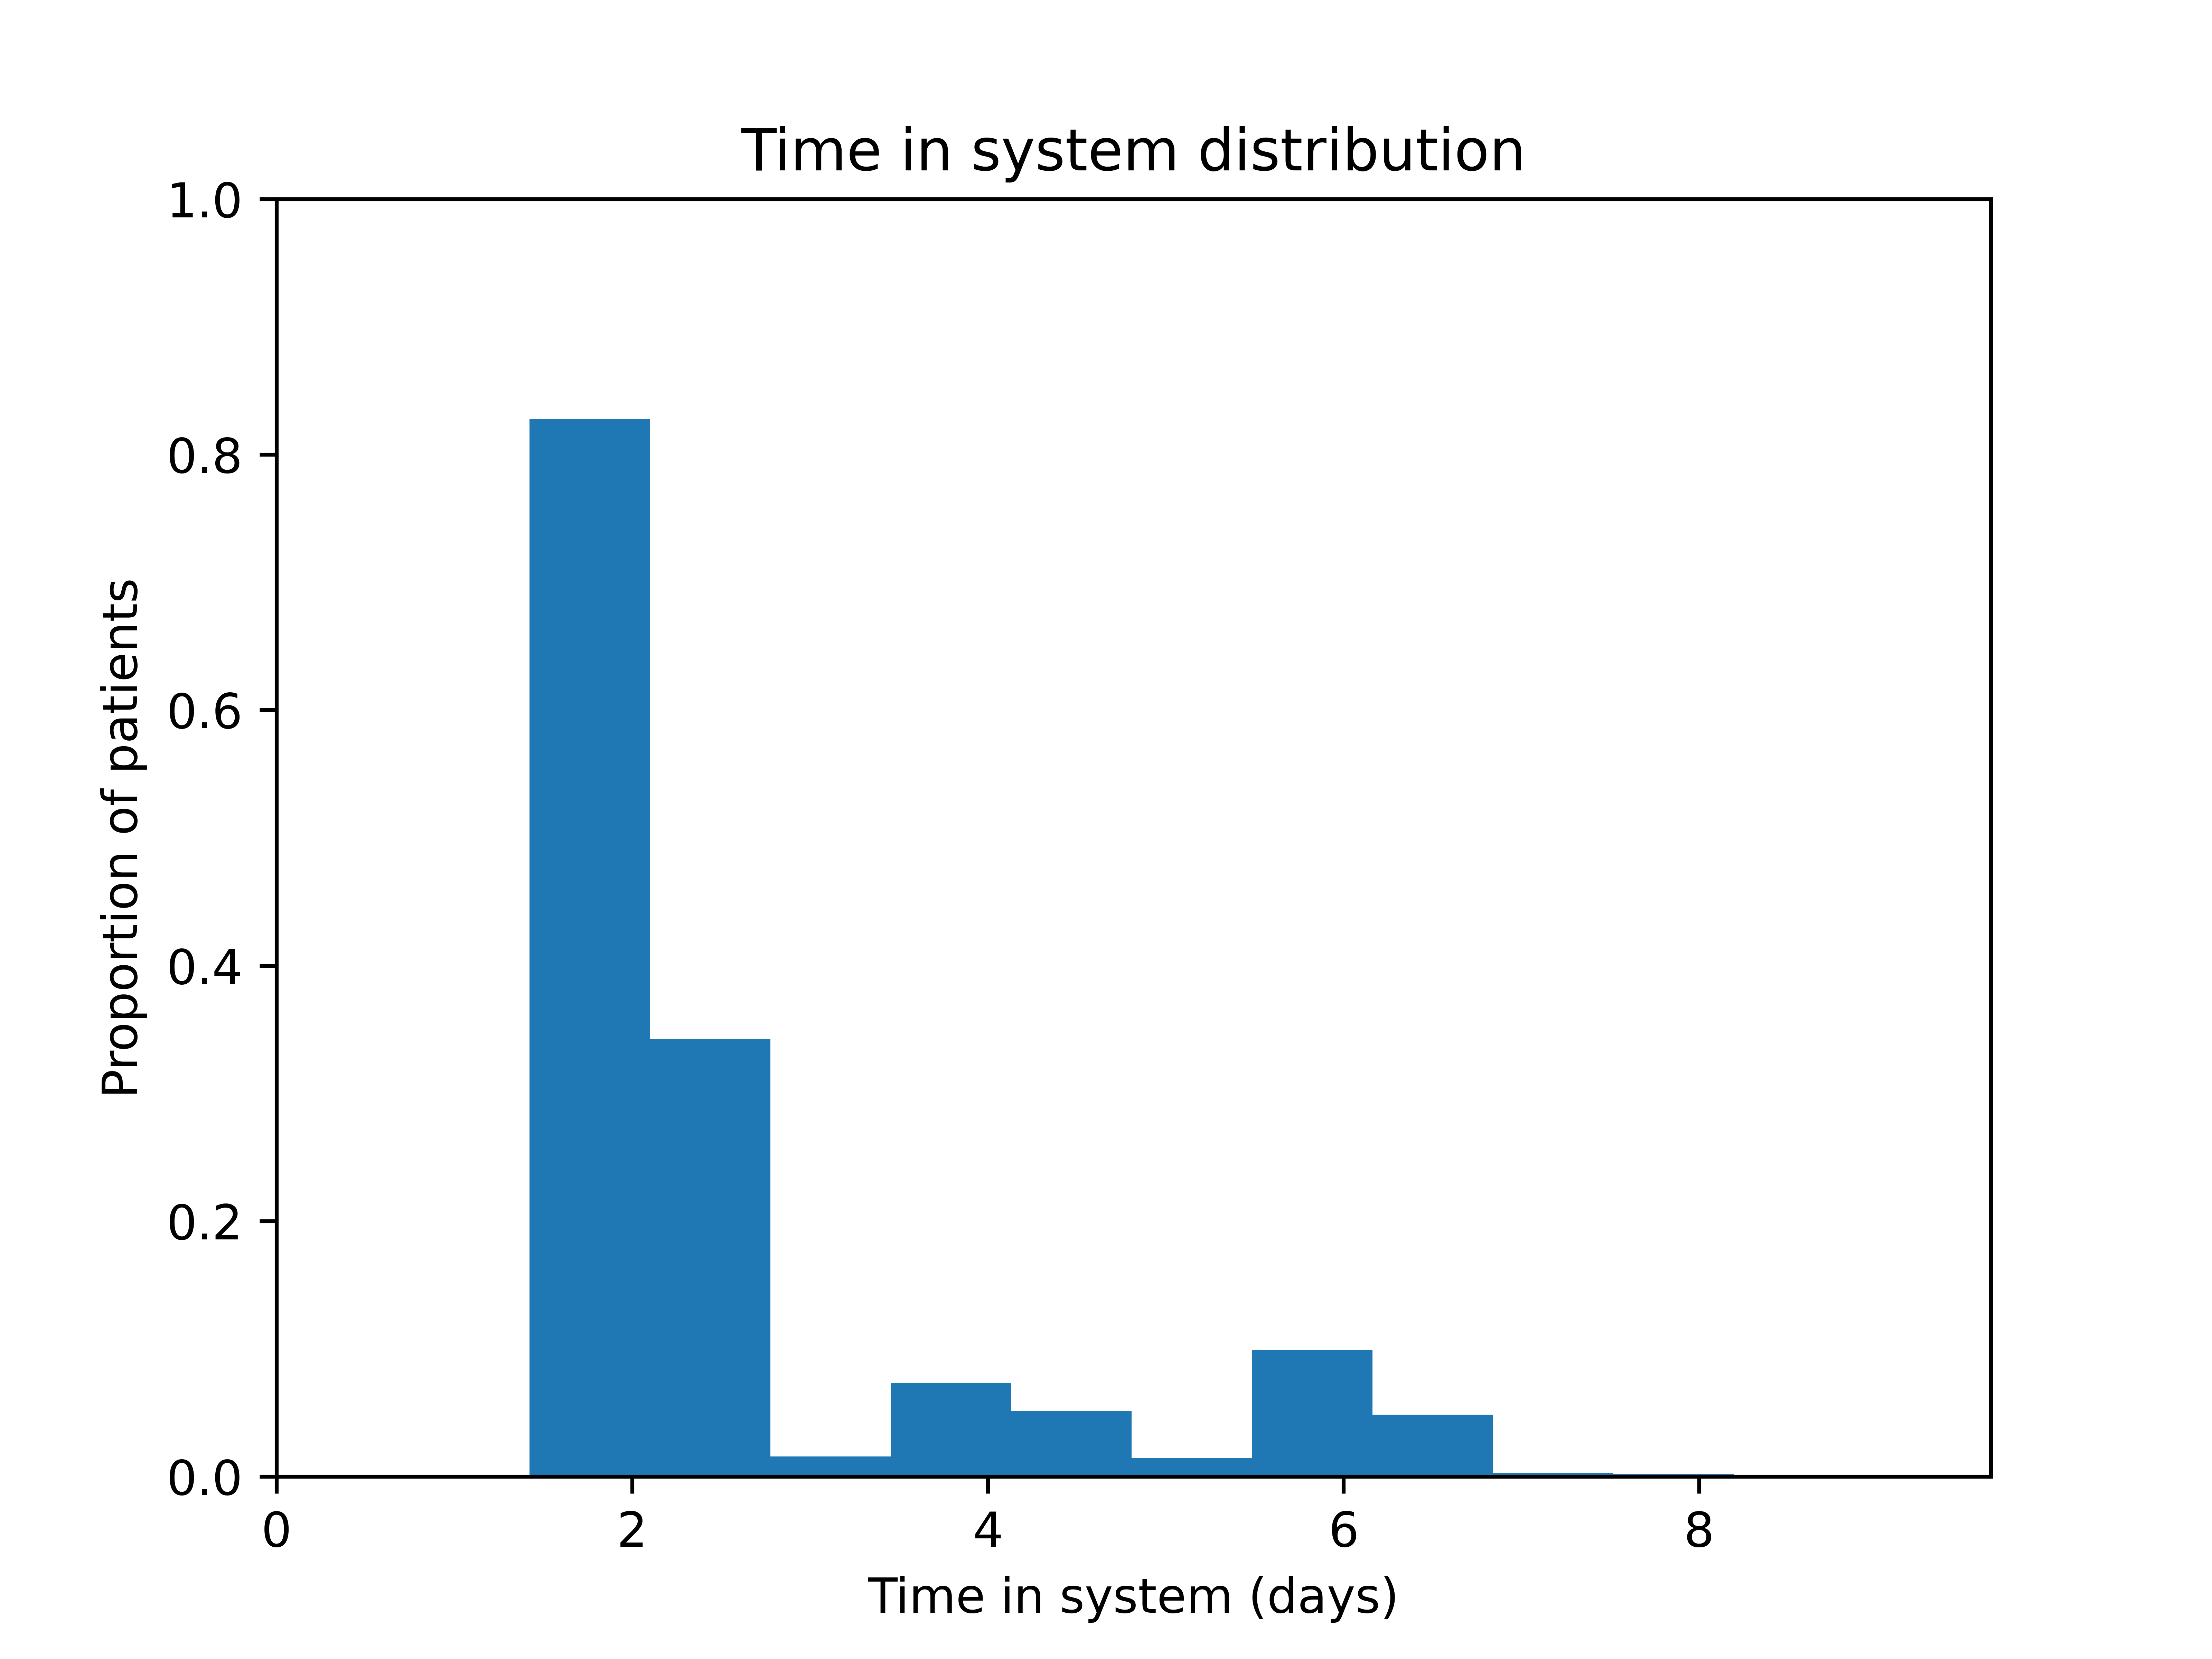 Time in system distribution
1.0
0.8
0.6
0.4
0.2
0.0
Proportion of patients
0 2 4 6 8
Time in system (days)